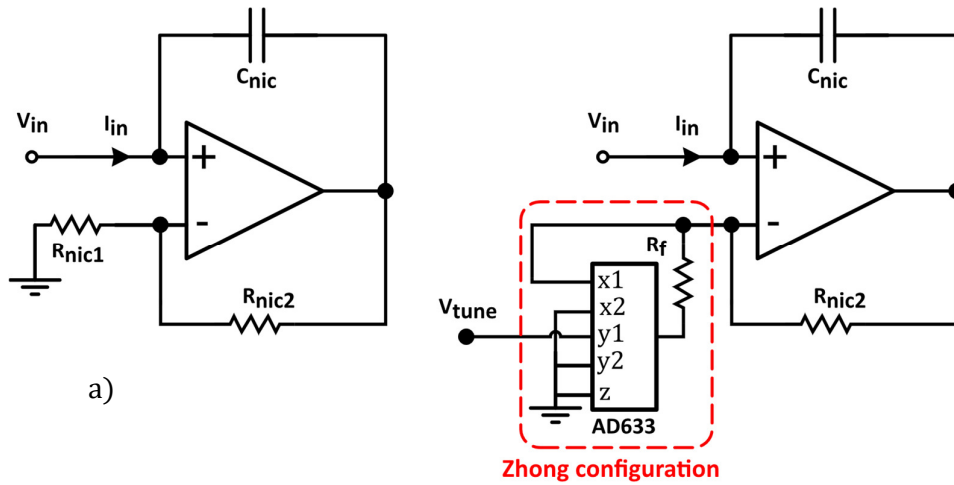 Cnic
Vin
Iin
+
-
Rnic1
Rnic2
a)
Cnic
Vin
Iin
+
-
Rf
Rnic2
Vtune
x1
x2
y1
y2
z
AD633
Zhong configuration